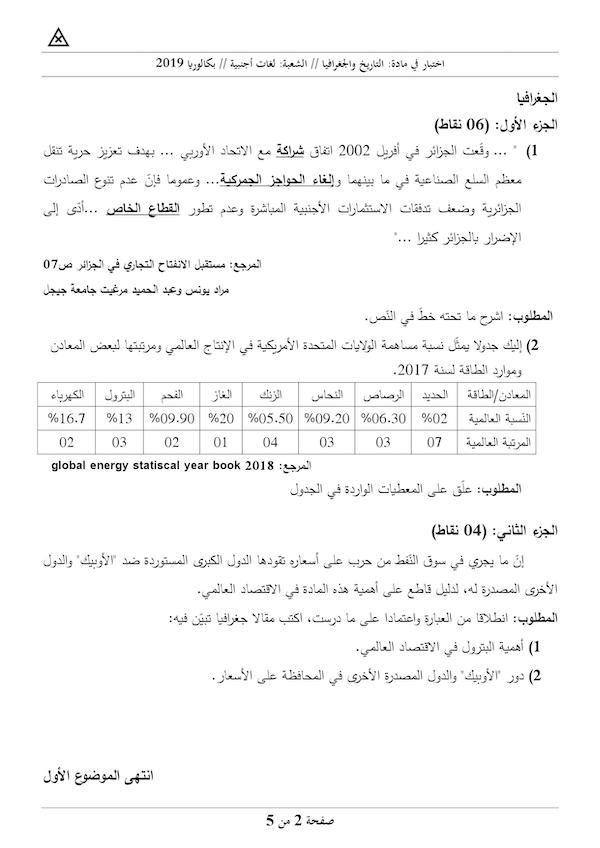 اختبار في مادة: التاريخ والجغرافيا // الشعبة: لغات أجنبية // بكالوريا 2019
الجغرافيا
الجزء الأول: (06 نقاط)
1) " ... وقّعت الجزائر في أفريل 2002 اتفاق شراكة مع الاتحاد الأوربي ... بهدف تعزيز حرية تنقل
معظم السلع الصناعية في ما بينهما وإلغاء الحواجز الجمركية... وعموما فإنّ عدم تنوع الصادرات
الجزائرية وضعف تدفقات الاستثمارات الأجنبية المباشرة وعدم تطور القطاع الخاص ...أدّى إلى
الإضرار بالجزائر كثيرا ..."
المرجع: مستقبل الانفتاح التجاري في الجزائر ص07
مراد يونس وعبد الحميد مرغيت جامعة جيجل
المطلوب: اشرح ما تحته خطّ في النّص.
2) إليك جدولا يمثّل نسبة مساهمة الولايات المتحدة الأمريكية في الإنتاج العالمي ومرتبتها لبعض المعادن
وموارد الطاقة لسنة 2017.
المعادن/الطاقة الحديد الرصاص النحاس الزنك الغاز الفحم البترول الكهرباء
النّسبة العالمية 02% 06.30% 09.20% 05.50% 20% 09.90% 13% 16.7%
المرتبة العالمية 07 03 03 04 01 02 03 02
المرجع: global energy statiscal year book 2018
المطلوب: علّق على المعطيات الواردة في الجدول
الجزء الثاني: (04 نقاط)
إنّ ما يجري في سوق النّفط من حرب على أسعاره تقودها الدول الكبرى المستوردة ضد "الأوبيك" والدول
الأخرى المصدرة له، لدليل قاطع على أهمية هذه المادة في الاقتصاد العالمي.
المطلوب: انطلاقا من العبارة واعتمادا على ما درست، اكتب مقالا جغرافيا تبيّن فيه:
1) أهمية البترول في الاقتصاد العالمي.
2) دور "الأوبيك" والدول المصدرة الأخرى في المحافظة على الأسعار.
انتهى الموضوع الأول
صفحة 2 من 5